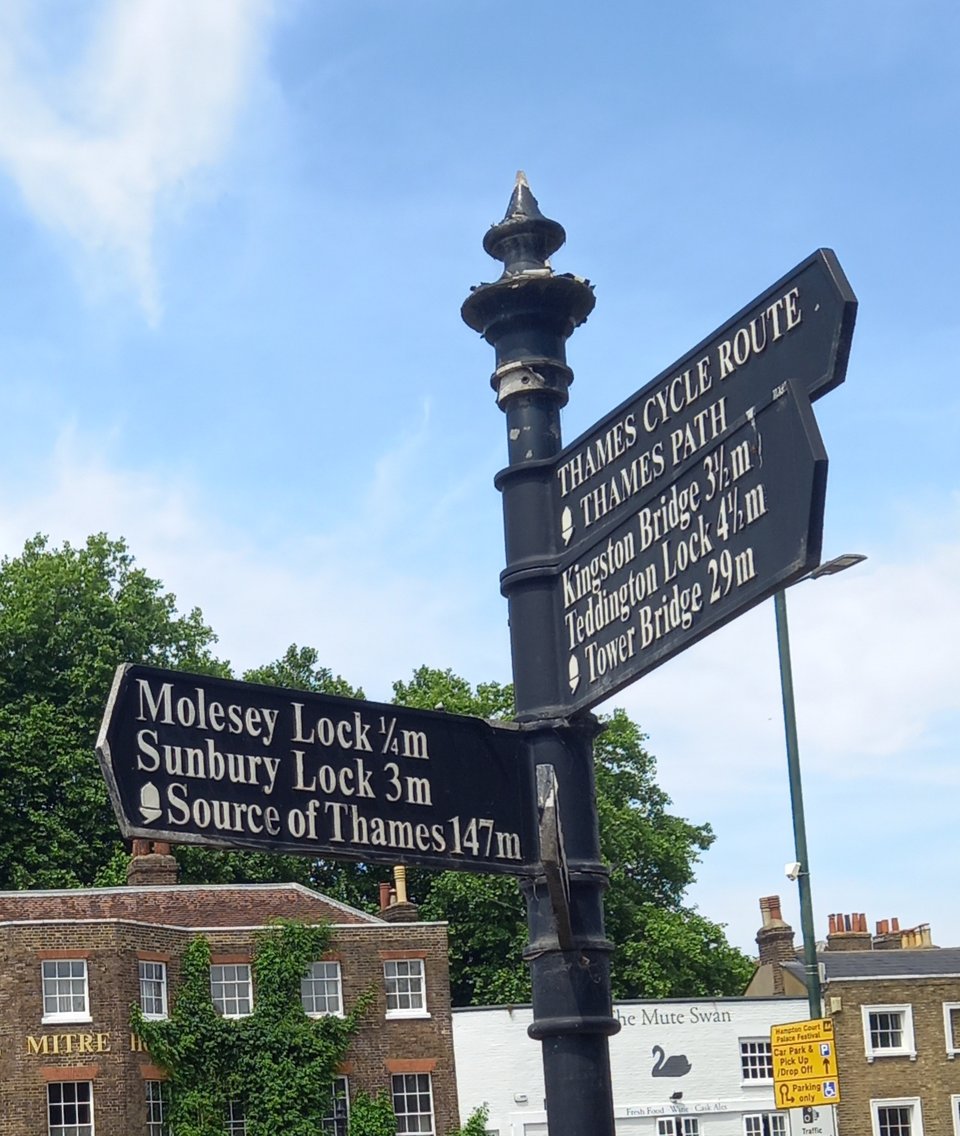 THAMES CYCLE ROUTE
THAMES PATH
Kingston Bridge 3½m
Teddington Lock 4½m
Tower Bridge 29m
Molesey Lock ¼m
Sunbury Lock 3m
Source of Thames 147m
MITRE
The Mute Swan
Fresh Food Wine Cask Ales
Hampton Court
Palace Festival
Car Park &
Pick Up
/Drop Off
Parking
only
Traffic